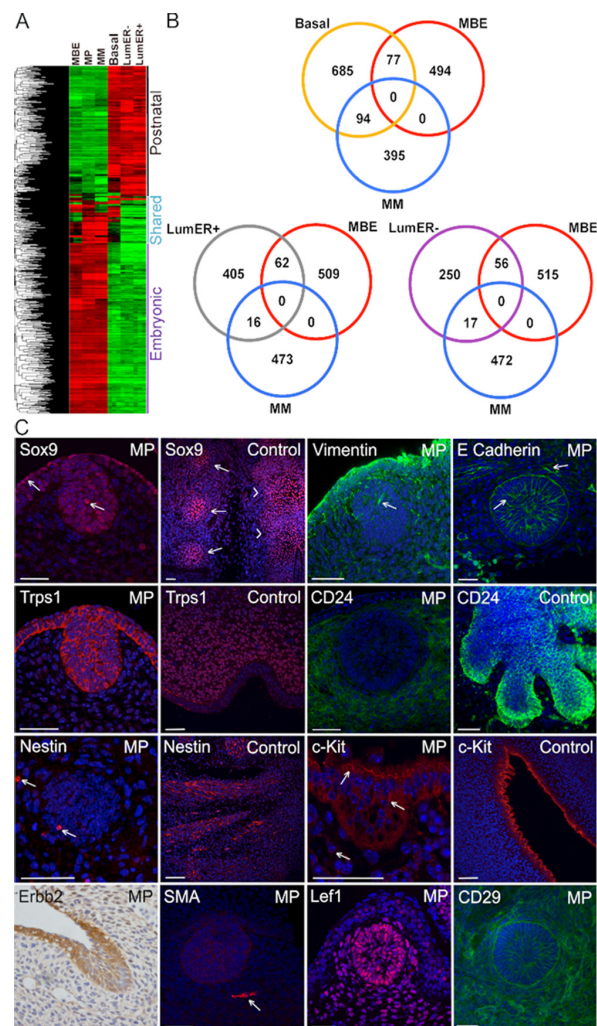 A
MBE MP MM Basal LumER- LumER+
Postnatal
Shared
Embryonic
B
Basal MBE
685 77 494
0
94 0
395
MM
LumER+ MBE
405 62 509
0
16 0
473
MM
LumER- MBE
250 56 515
0
17 0
472
MM
C
Sox9 MP
Sox9 Control
Vimentin MP
E Cadherin MP
Trps1 MP
Trps1 Control
CD24 MP
CD24 Control
Nestin MP
Nestin Control
c-Kit MP
c-Kit Control
Erbb2 MP
SMA MP
Lef1 MP
CD29 MP